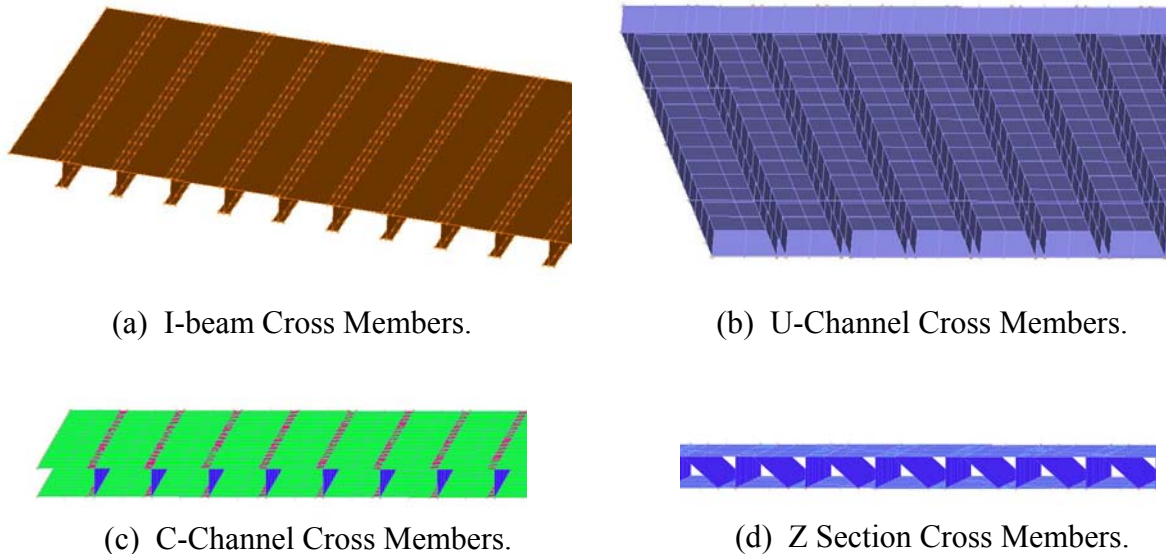 (a) I-beam Cross Members.
(b) U-Channel Cross Members.
(c) C-Channel Cross Members.
(d) Z Section Cross Members.